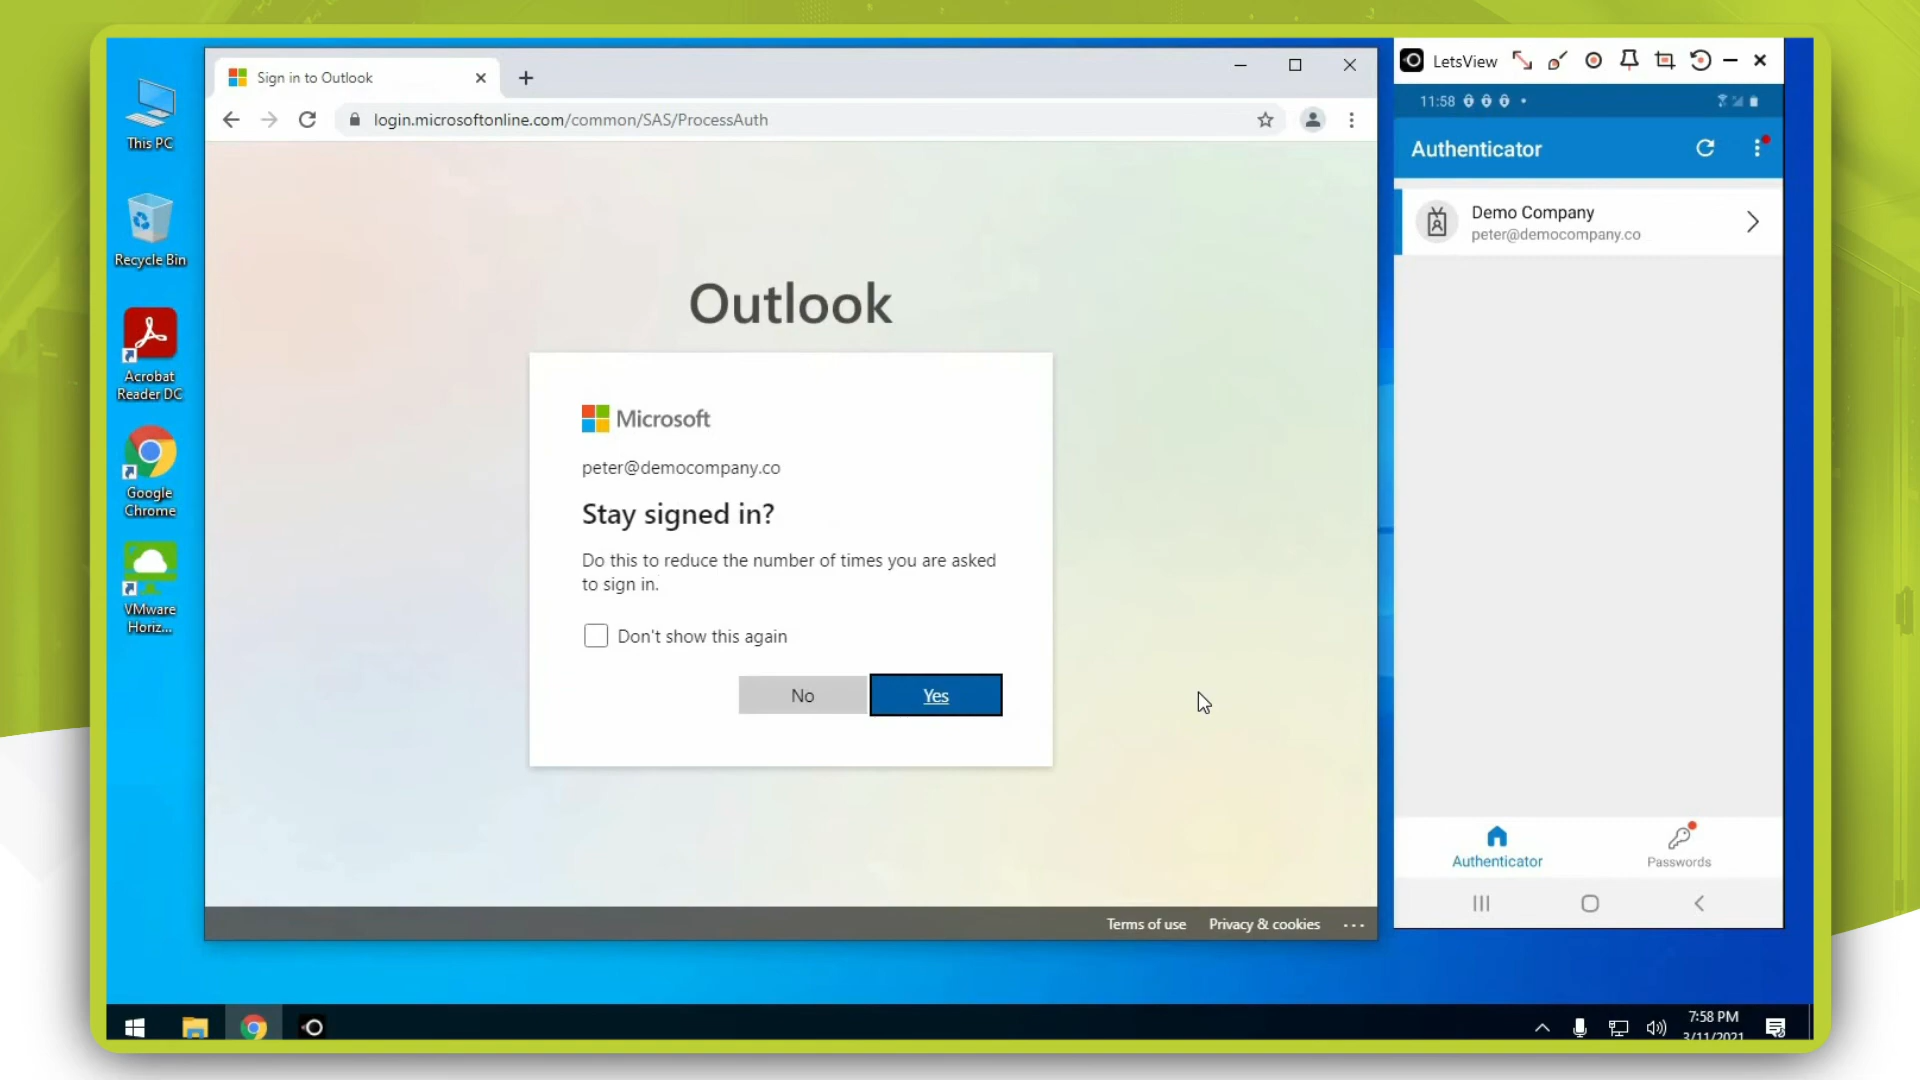 This PC
Recycle Bin
Acrobat
Reader DC
Google
Chrome
VMware
Horiz...
Sign in to Outlook
login.microsoftonline.com/common/SAS/ProcessAuth
Outlook
Microsoft
peter@democompany.co
Stay signed in?
Do this to reduce the number of times you are asked
to sign in.
Don't show this again
No
Yes
Terms of use
Privacy & cookies
LetsView
11:58
Authenticator
Demo Company
peter@democompany.co
Authenticator
Passwords
7:58 PM
3/11/2021